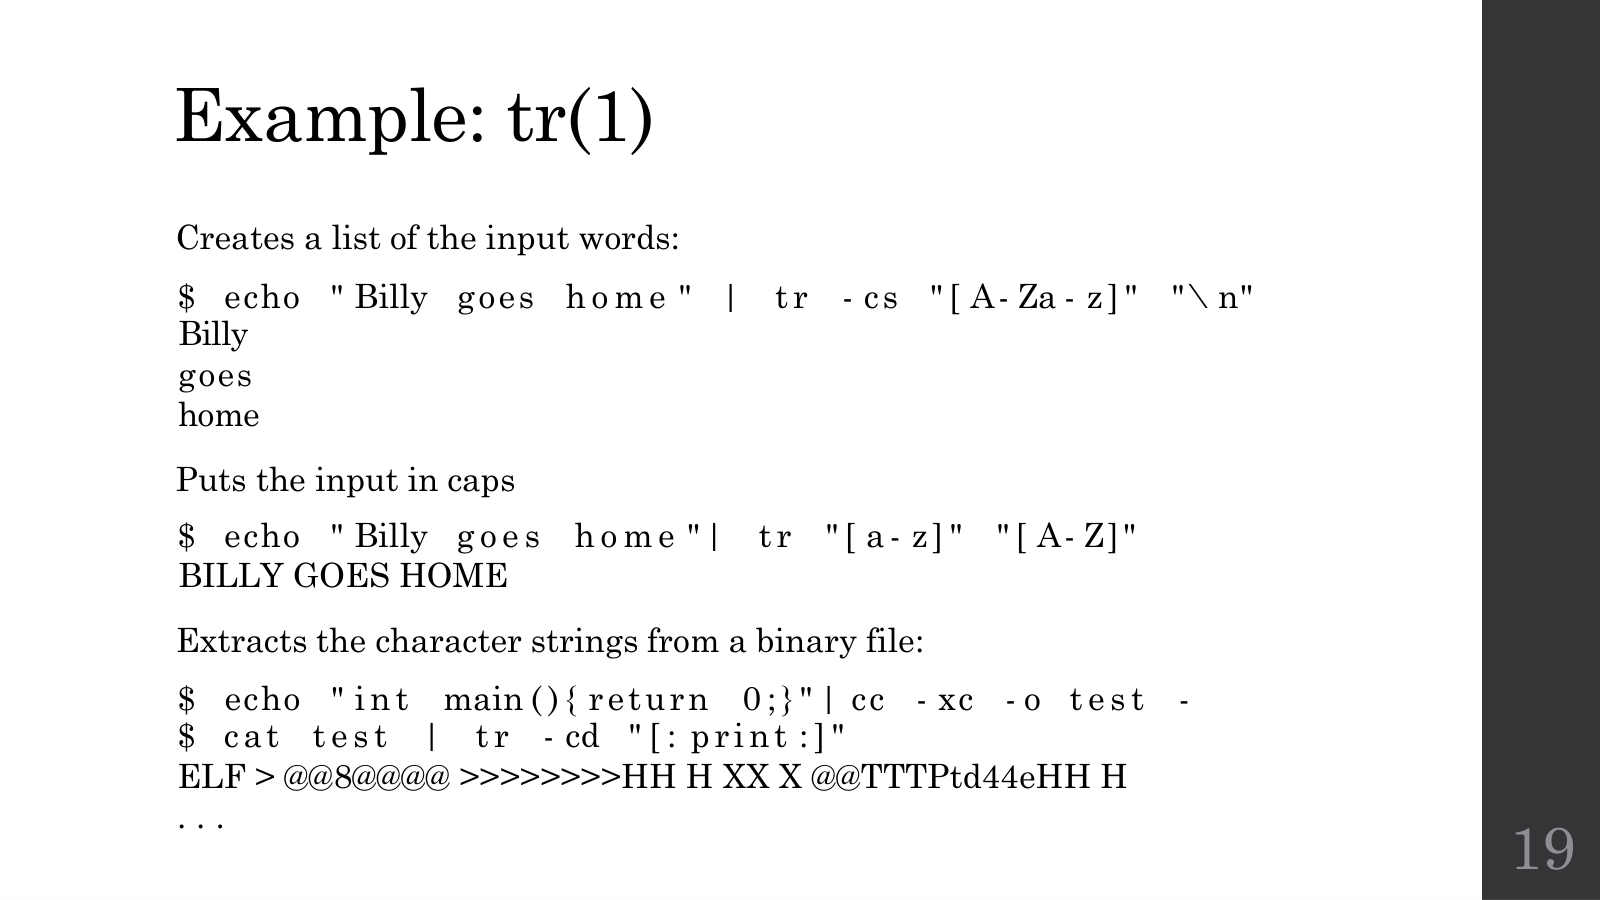 Example: tr(1)
Creates a list of the input words:
$ echo "Billy goes home" | tr -cs "[A-Za-z]" "\n"
Billy
goes
home
Puts the input in caps
$ echo "Billy goes home"| tr "[a-z]" "[A-Z]"
BILLY GOES HOME
Extracts the character strings from a binary file:
$ echo "int main(){return 0;}"| cc -xc -o test -
$ cat test | tr -cd "[:print:]"
ELF > @@8@@@@ >>>>>>>>HH H XX X @@TTTPtd44eHH H
...
19